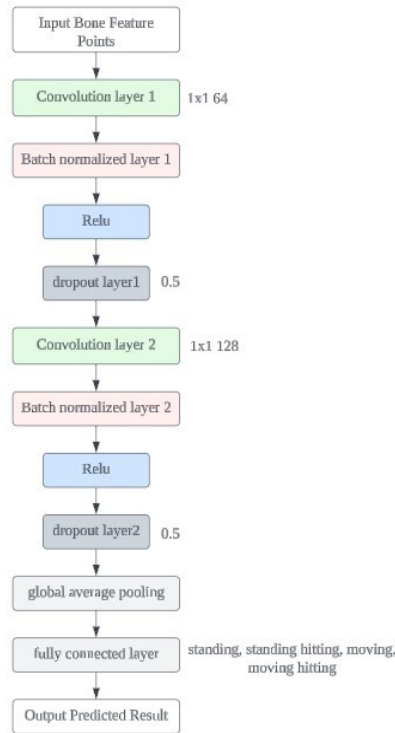 Input Bone Feature
Points
Convolution layer 1
1x1 64
Batch normalized layer 1
Relu
dropout layer1
0.5
Convolution layer 2
1x1 128
Batch normalized layer 2
Relu
dropout layer2
0.5
global average pooling
fully connected layer
standing, standing hitting, moving,
moving hitting
Output Predicted Result